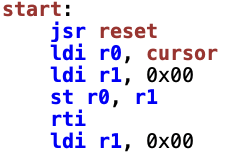 start:
jsr reset
ldi r0, cursor
ldi r1, 0x00
st r0, r1
rti
ldi r1, 0x00